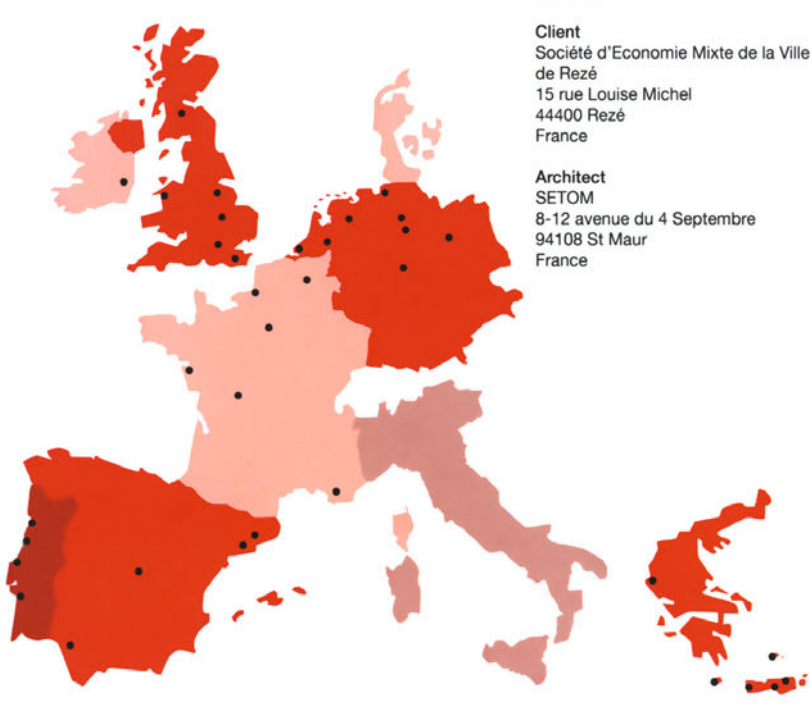 Client
Société d'Economie Mixte de la Ville
de Rezé
15 rue Louise Michel
44400 Rezé
France
Architect
SETOM
8-12 avenue du 4 Septembre
94108 St Maur
France